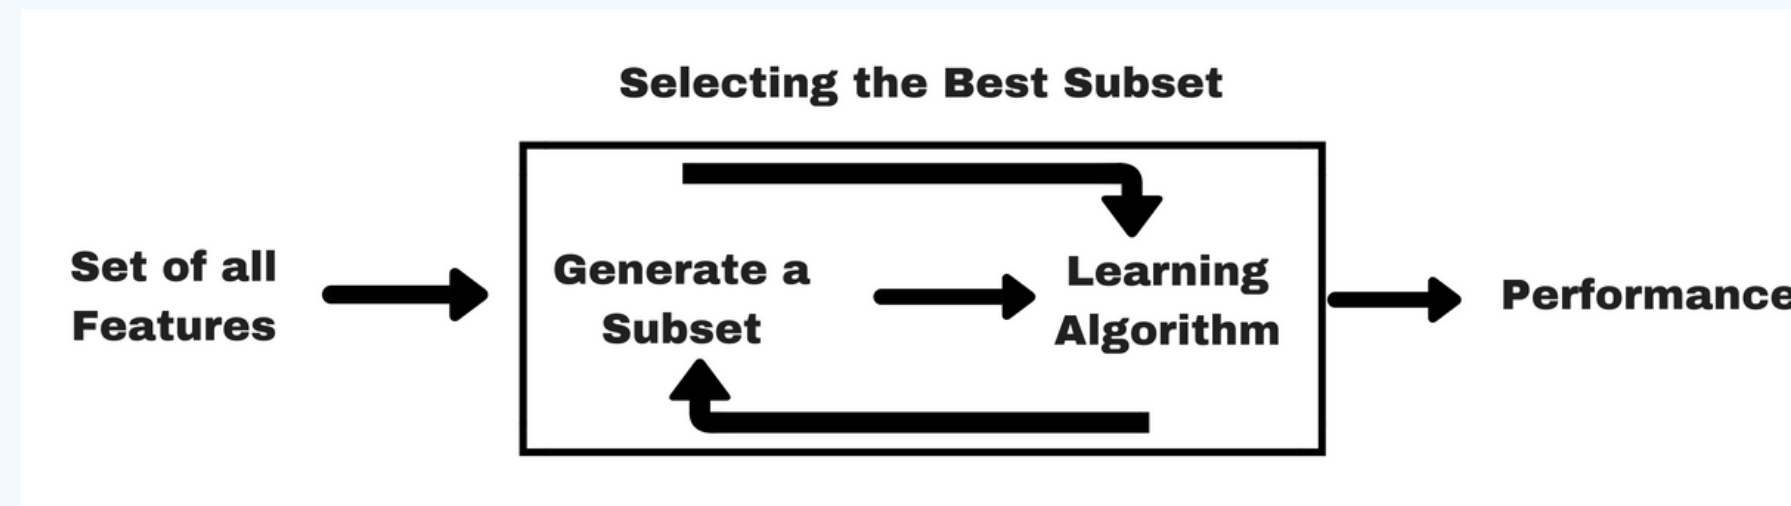 Selecting the Best Subset
Set of all
Features
Generate a
Subset
Learning
Algorithm
Performance